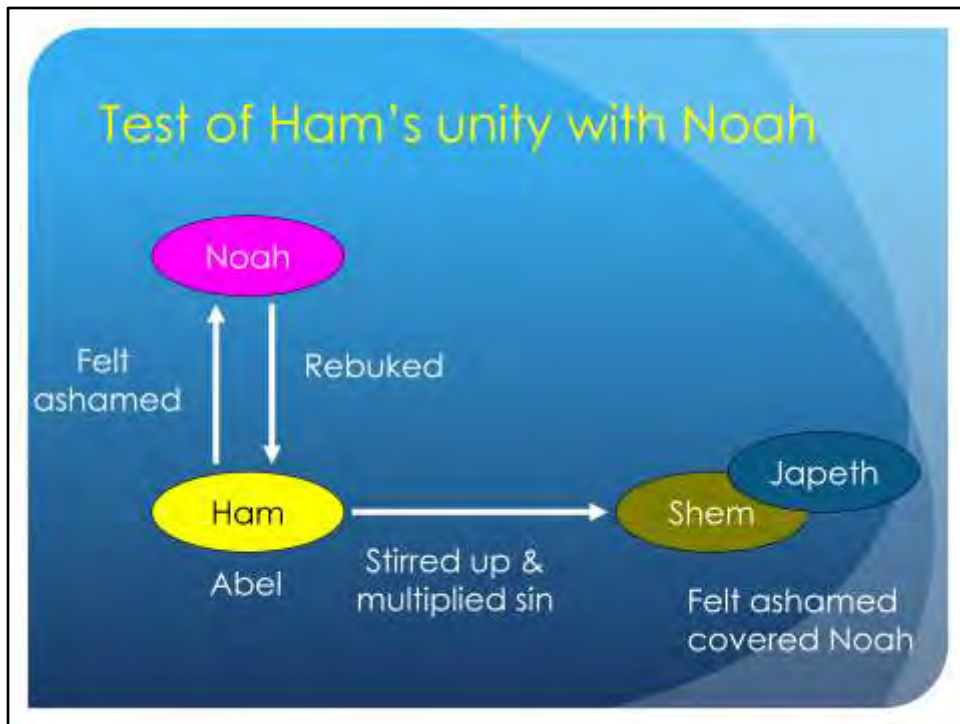 Test of Ham's unity with Noah
Noah
Felt
ashamed
Rebuked
Ham
Abel
Stirred up &
multiplied sin
Japeth
Shem
Felt ashamed
covered Noah